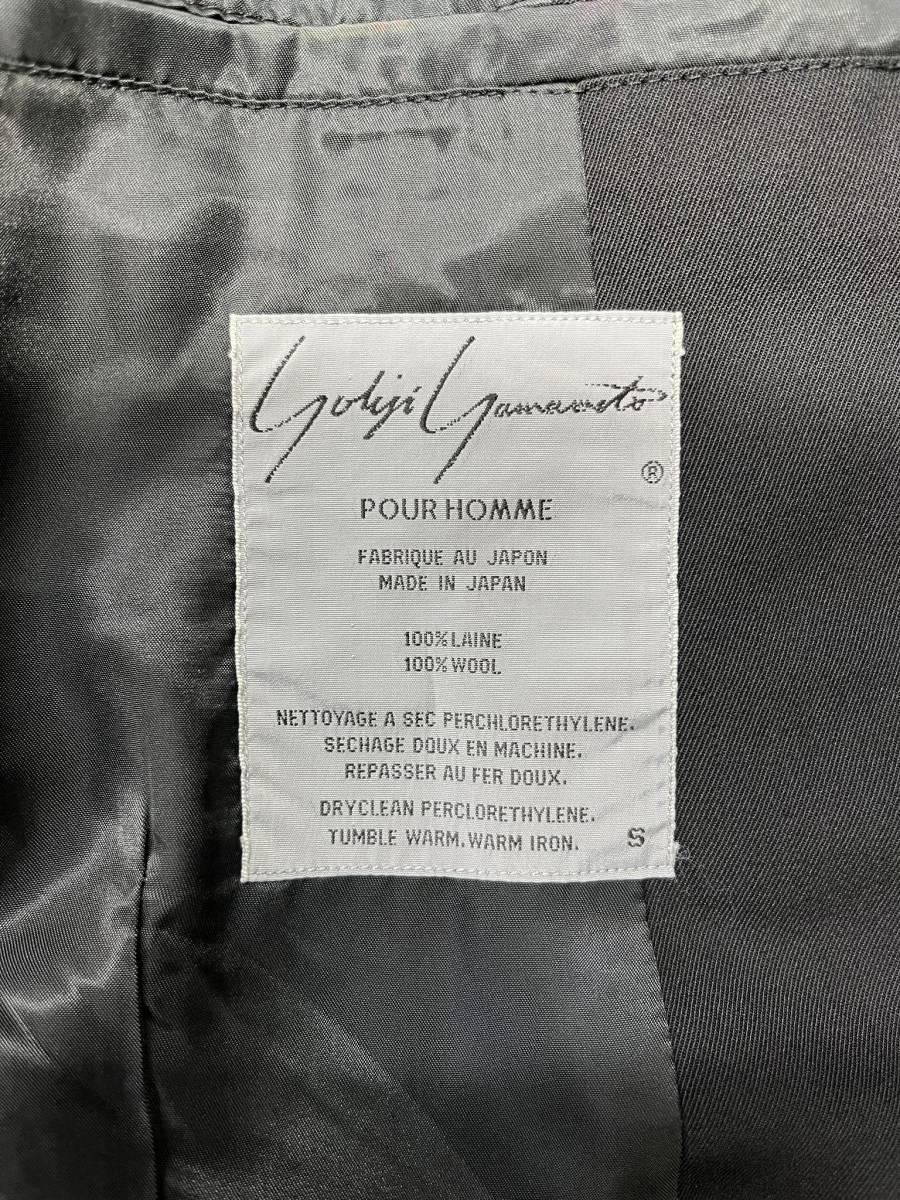 Yohji Yamamoto
®
POUR HOMME
FABRIQUE AU JAPON
MADE IN JAPAN
100% LAINE
100% WOOL
NETTOYAGE A SEC PERCHLORETHYLENE.
SECHAGE DOUX EN MACHINE.
REPASSER AU FER DOUX.
DRYCLEAN PERCLORETHYLENE.
TUMBLE WARM. WARM IRON. S